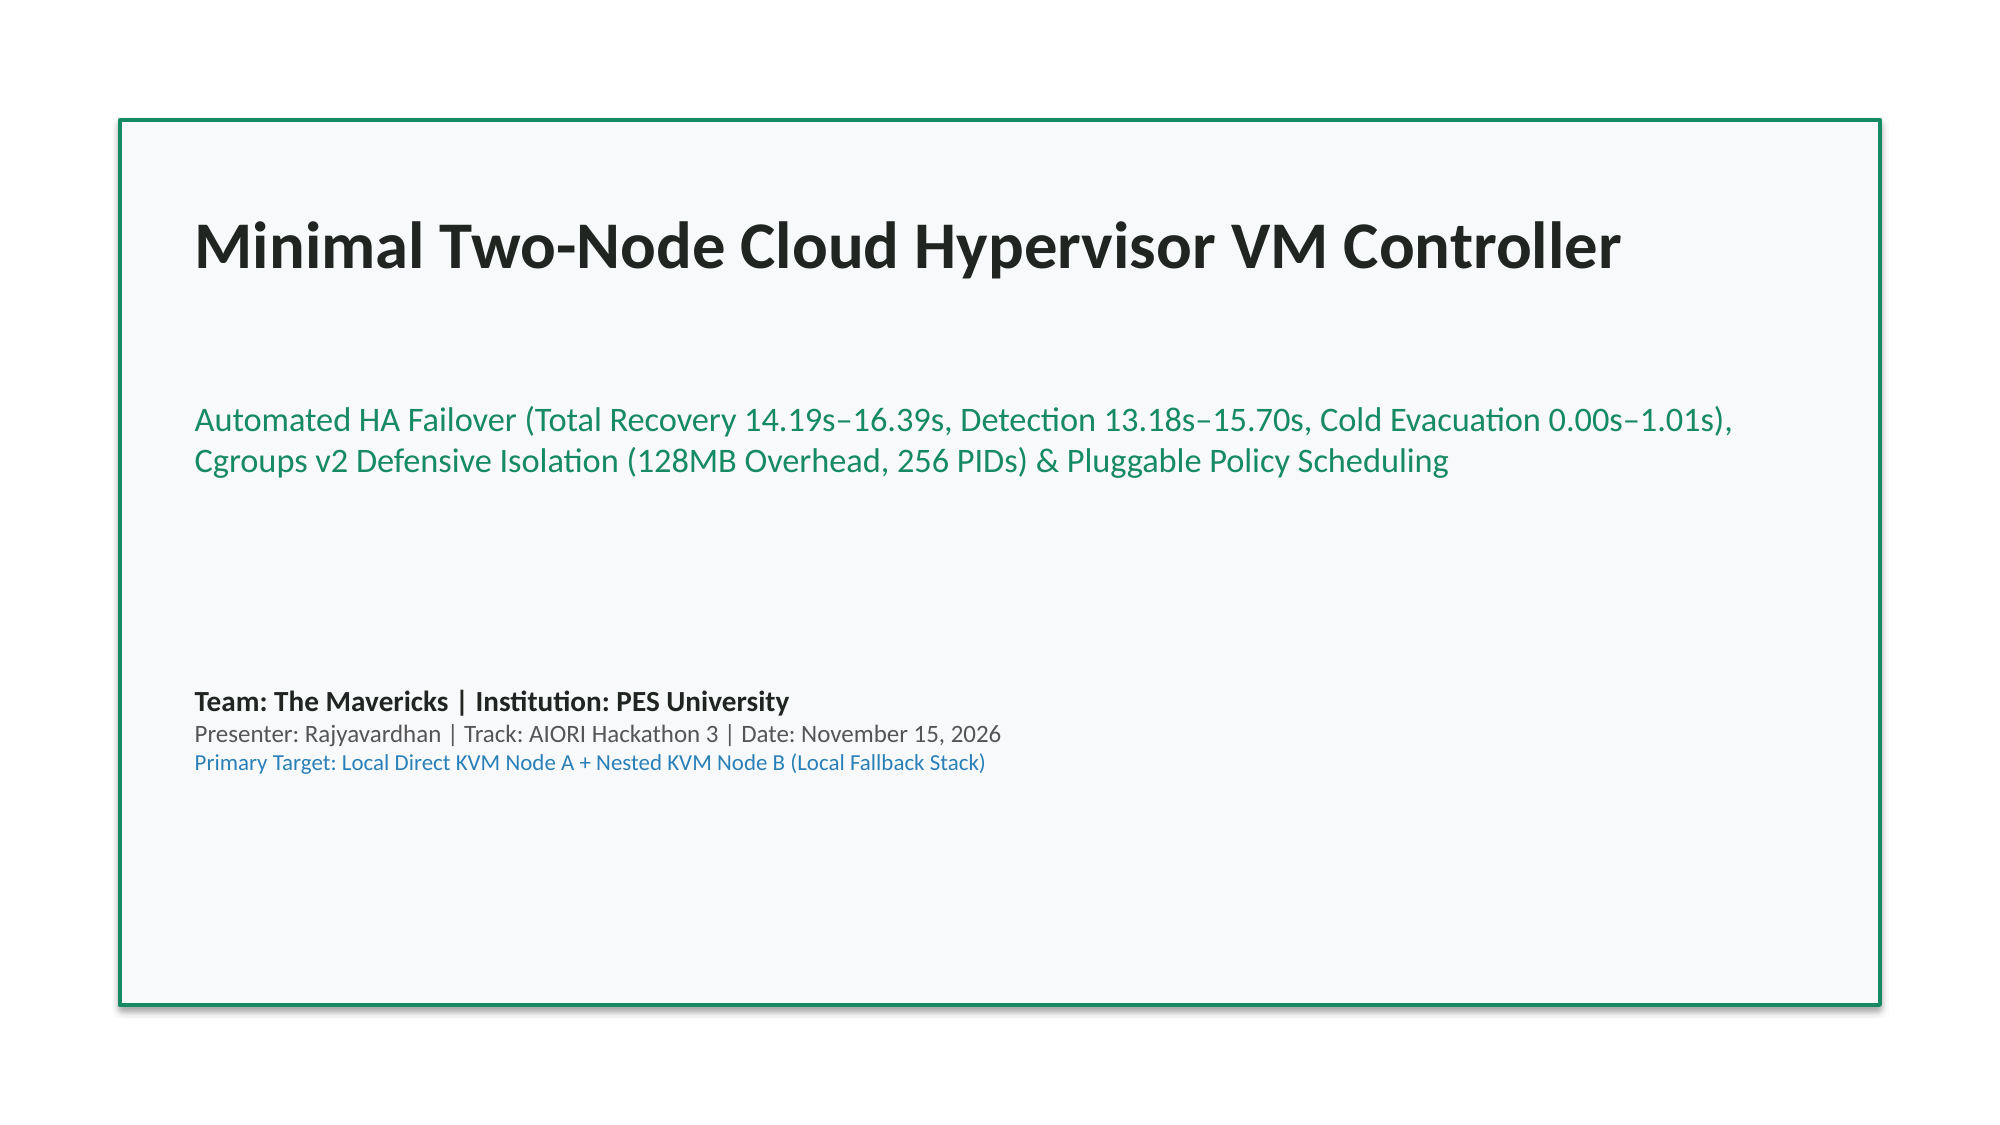 Minimal Two-Node Cloud Hypervisor VM Controller
Automated HA Failover (Total Recovery 14.19s–16.39s, Detection 13.18s–15.70s, Cold Evacuation 0.00s–1.01s),
Cgroups v2 Defensive Isolation (128MB Overhead, 256 PIDs) & Pluggable Policy Scheduling
Team: The Mavericks | Institution: PES University
Presenter: Rajyavardhan | Track: AIORI Hackathon 3 | Date: November 15, 2026
Primary Target: Local Direct KVM Node A + Nested KVM Node B (Local Fallback Stack)